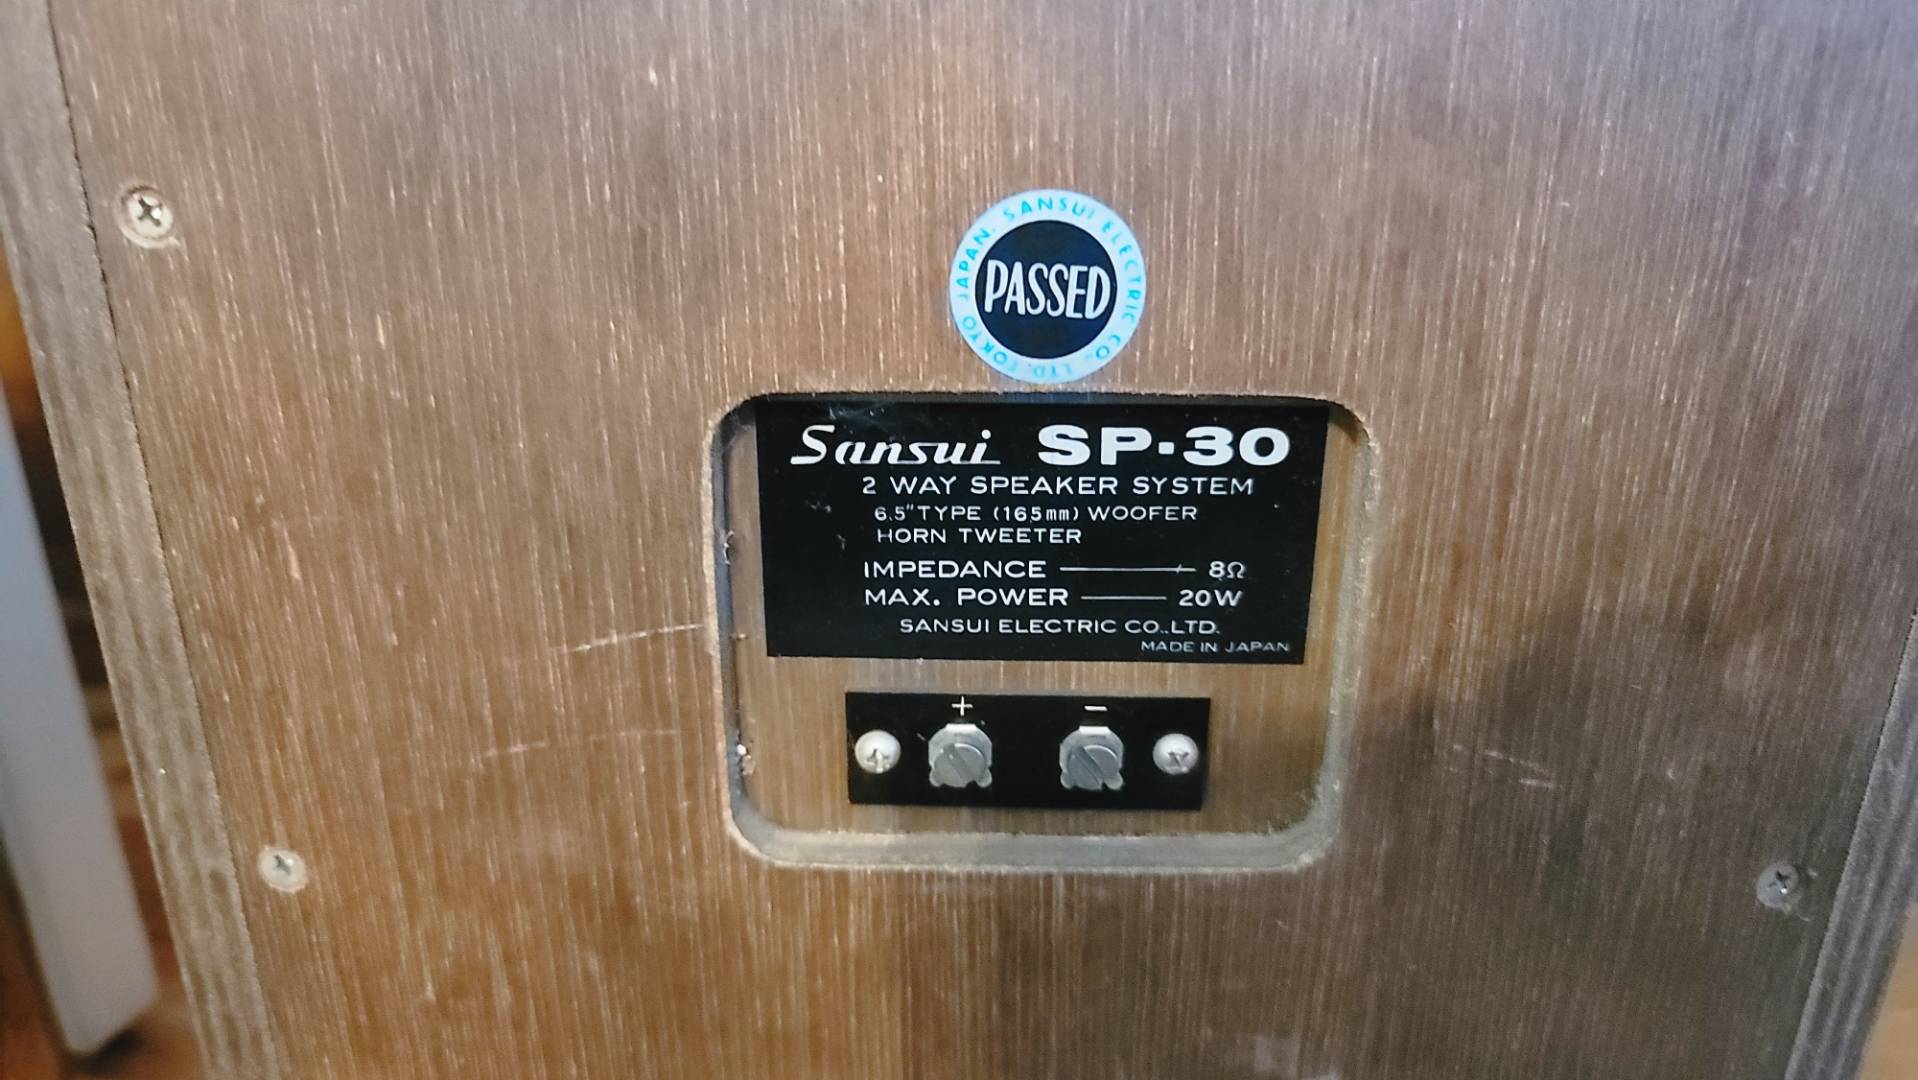 SANSUI ELECTRIC CO., LTD. TOKYO JAPAN.
PASSED
Sansui SP-30
2 WAY SPEAKER SYSTEM
6.5" TYPE (165mm) WOOFER
HORN TWEETER
IMPEDANCE 8Ω
MAX. POWER 20W
SANSUI ELECTRIC CO.,LTD.
MADE IN JAPAN
+ −